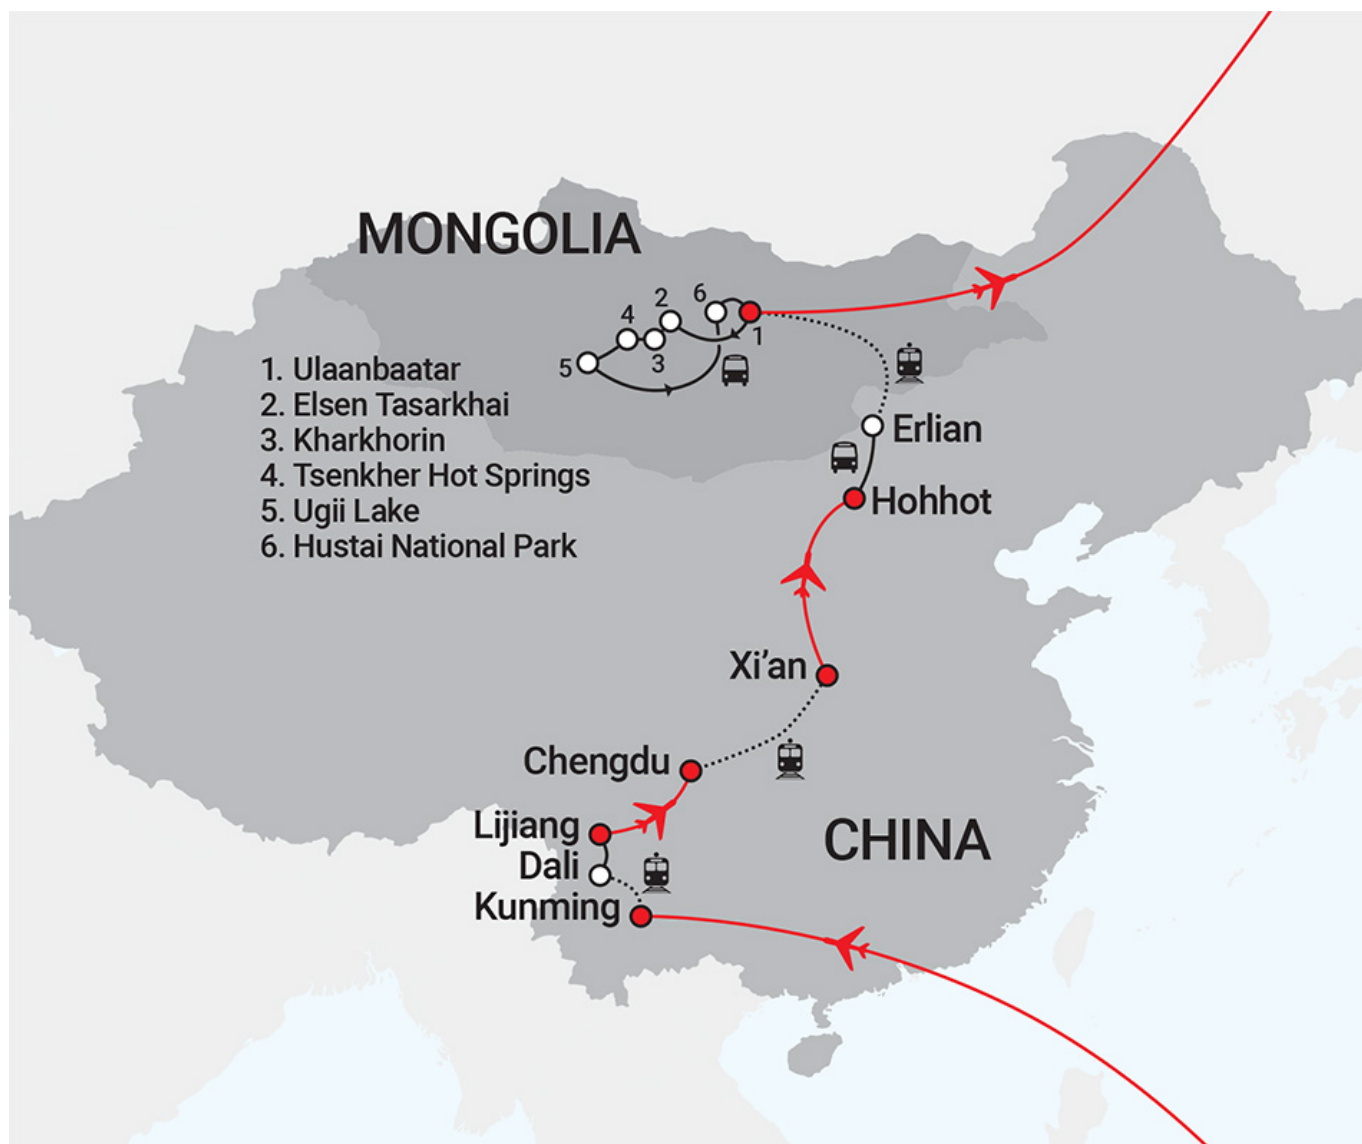 MONGOLIA
6
2
4
1
3
5
1. Ulaanbaatar
2. Elsen Tasarkhai
3. Kharkhorin
4. Tsenkher Hot Springs
5. Ugii Lake
6. Hustai National Park
Erlian
Hohhot
Xi’an
Chengdu
Lijiang
CHINA
Dali
Kunming